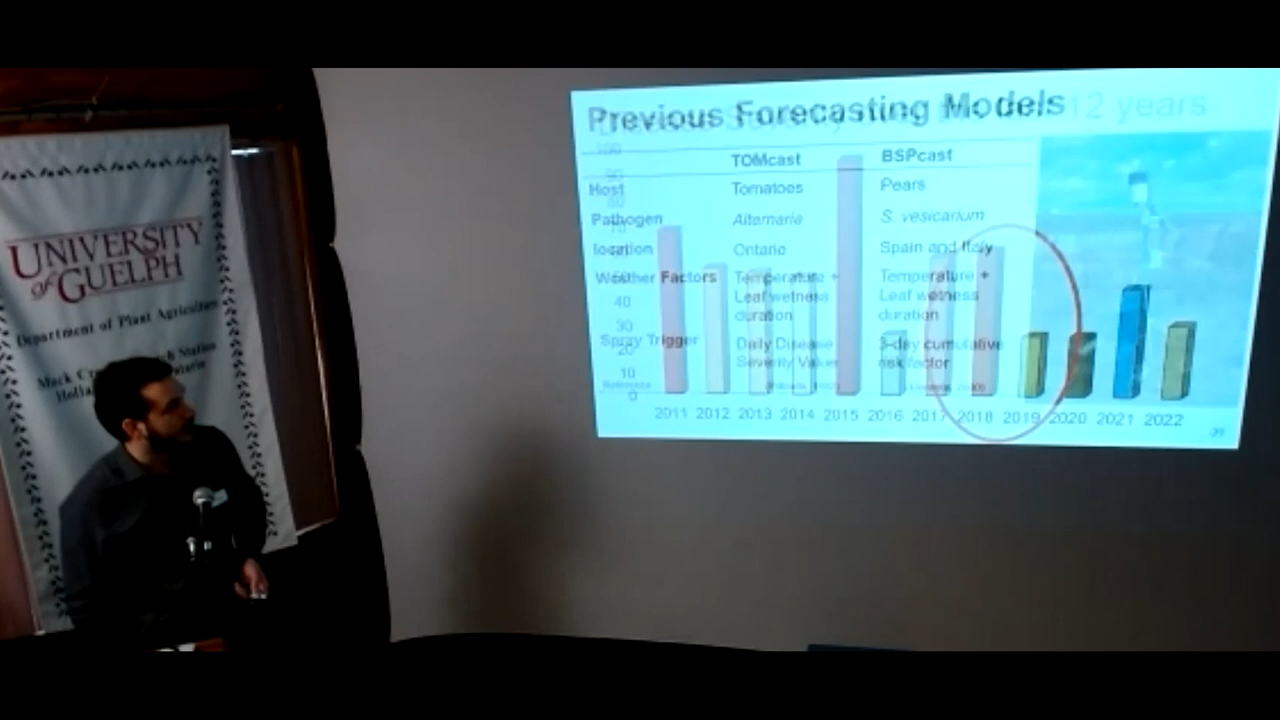 UNIVERSITY
of GUELPH
Department of Plant Agriculture
Previous Forecasting Models
12 years
TOMcast BSPcast
Host Tomatoes Pears
Pathogen Alternaria S. vesicarium
location Ontario Spain and Italy
Weather Factors Temperature + Temperature +
Leaf wetness Leaf wetness
duration duration
Spray Trigger Daily Disease 3-day cumulative
Severity Value risk factor
Reference
100
40
30
20
10
0
2011 2012 2013 2014 2015 2016 2017 2018 2019 2020 2021 2022